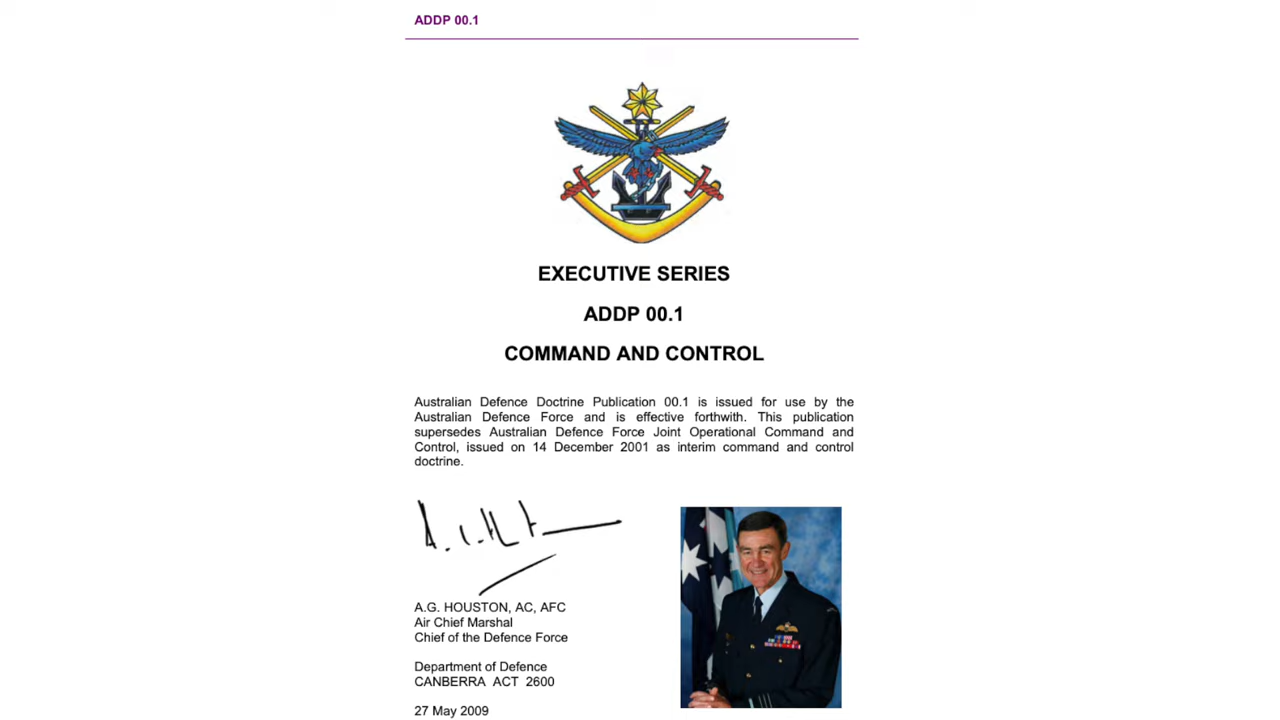 ADDP 00.1
EXECUTIVE SERIES
ADDP 00.1
COMMAND AND CONTROL
Australian Defence Doctrine Publication 00.1 is issued for use by the
Australian Defence Force and is effective forthwith. This publication
supersedes Australian Defence Force Joint Operational Command and
Control, issued on 14 December 2001 as interim command and control
doctrine.
A.G. HOUSTON, AC, AFC
Air Chief Marshal
Chief of the Defence Force
Department of Defence
CANBERRA ACT 2600
27 May 2009